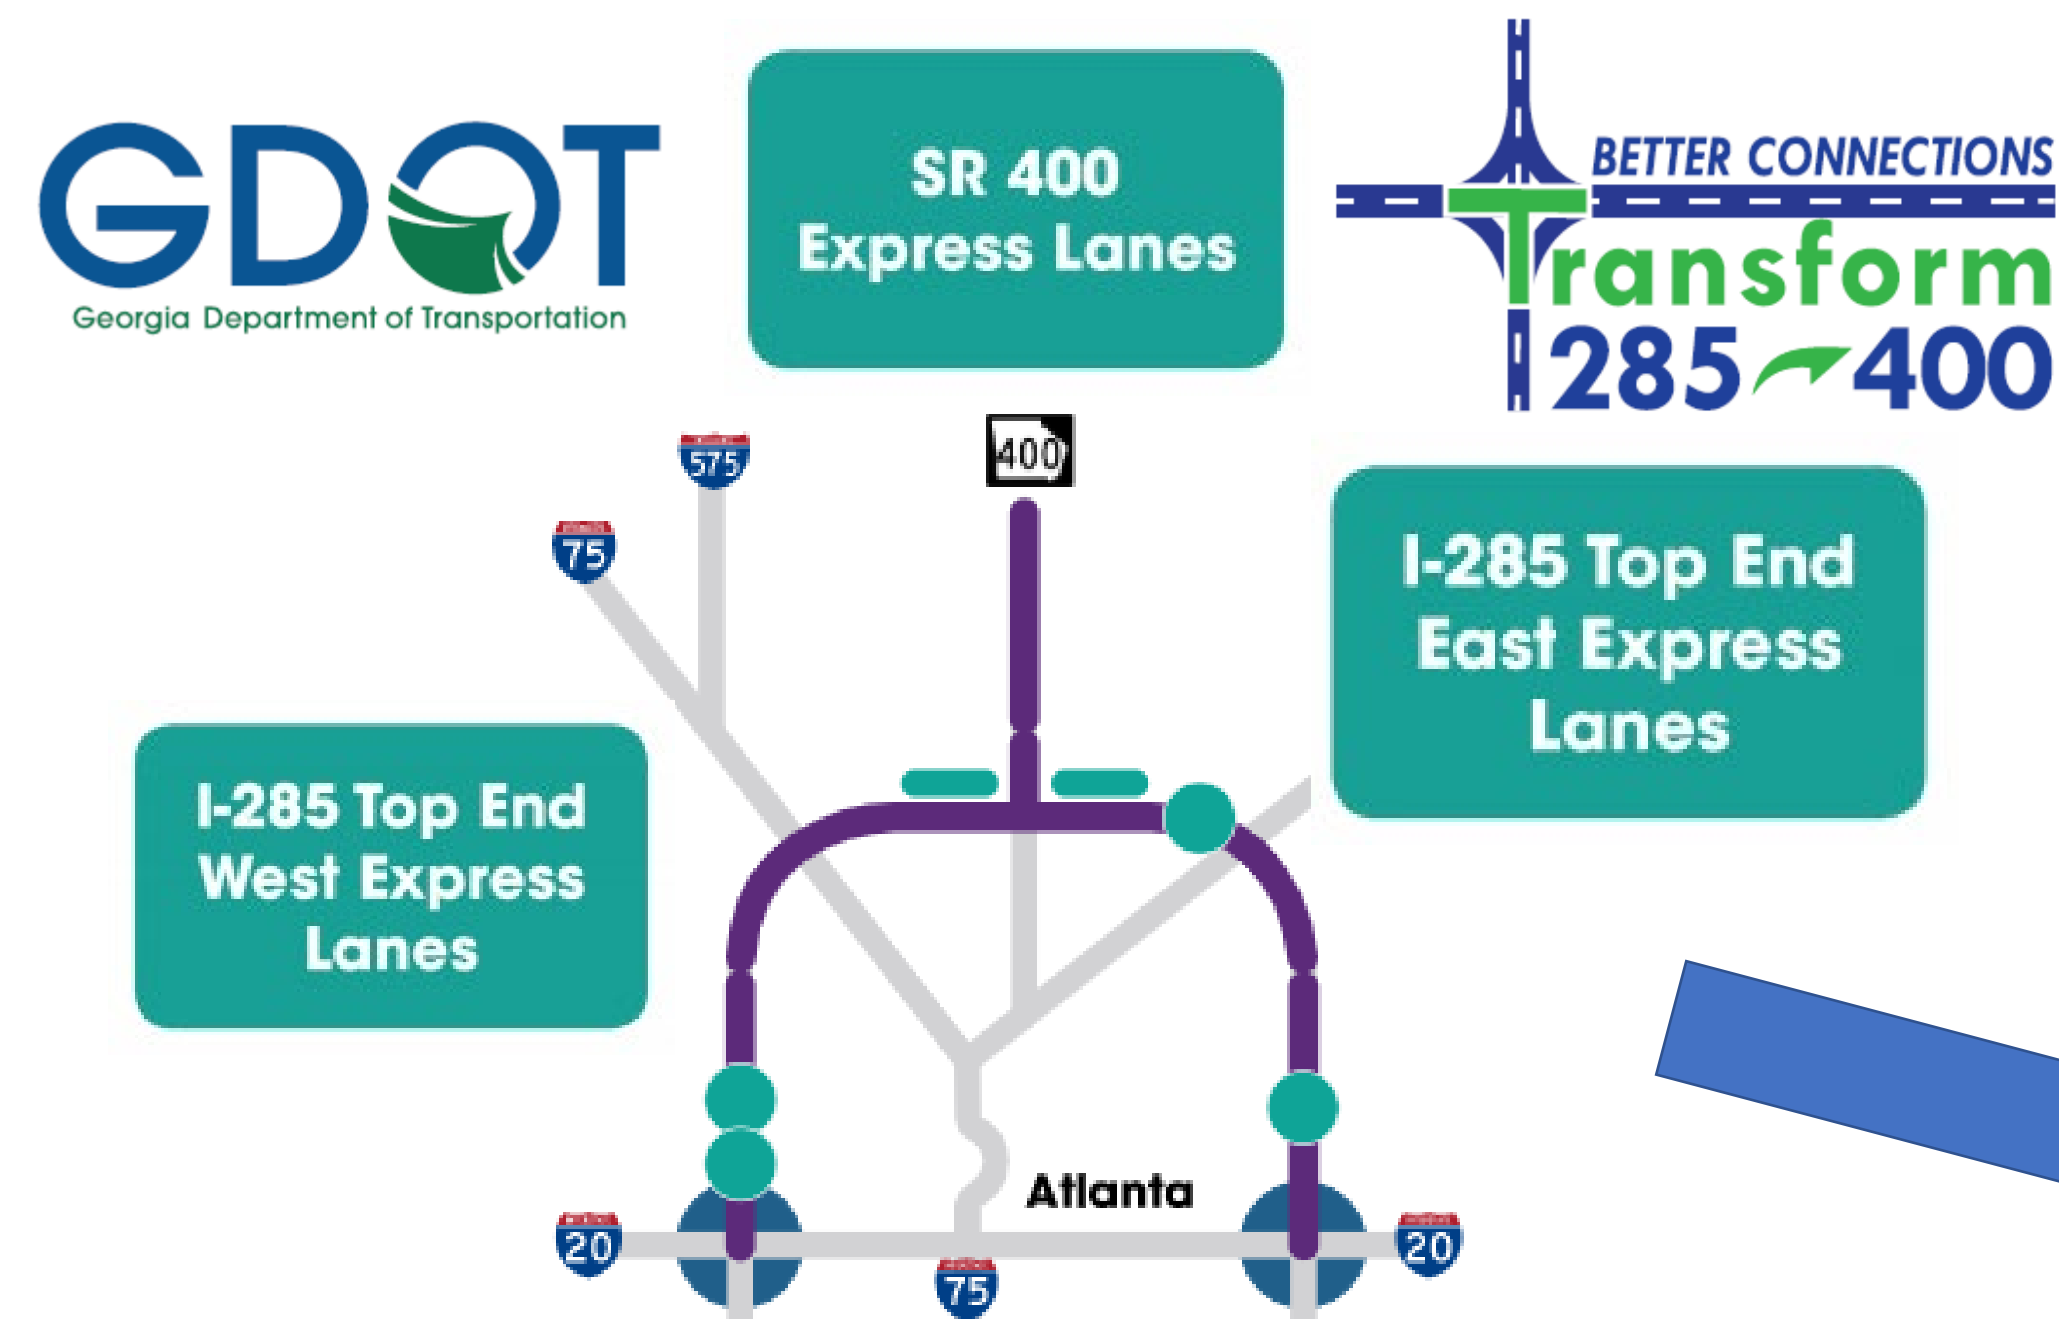 GDOT
Georgia Department of Transportation
SR 400
Express Lanes
BETTER CONNECTIONS
Transform
285 400
575
400
75
I-285 Top End
East Express
Lanes
I-285 Top End
West Express
Lanes
Atlanta
20
75
20